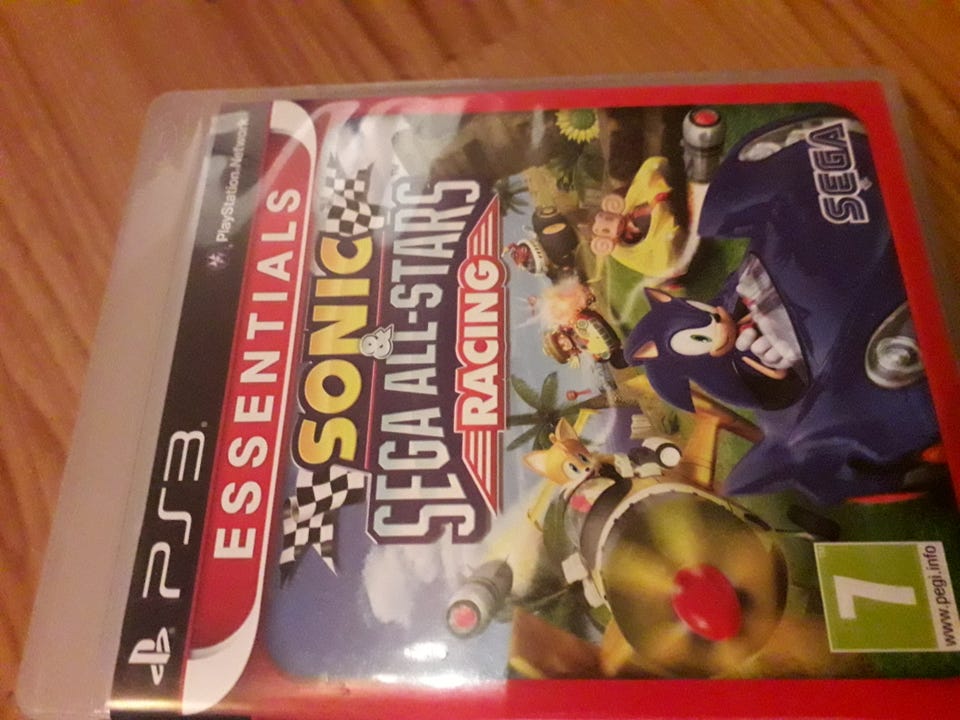 PS3
PlayStation Network
ESSENTIALS
SONIC
&
SEGA ALL-STARS
RACING
7
www.pegi.info
SEGA